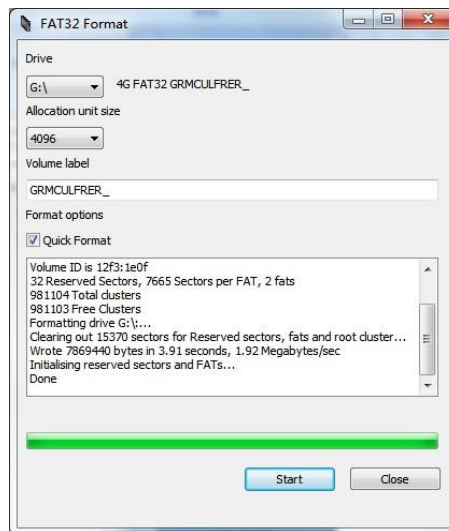 FAT32 Format
Drive
G:\ 4G FAT32 GRMCULFRER_
Allocation unit size
4096
Volume label
GRMCULFRER_
Format options
Quick Format
Volume ID is 12f3:1e0f
32 Reserved Sectors, 7665 Sectors per FAT, 2 fats
981104 Total clusters
981103 Free Clusters
Formatting drive G:\:...
Clearing out 15370 sectors for Reserved sectors, fats and root cluster...
Wrote 7869440 bytes in 3.91 seconds, 1.92 Megabytes/sec
Initialising reserved sectors and FATs...
Done
Start Close